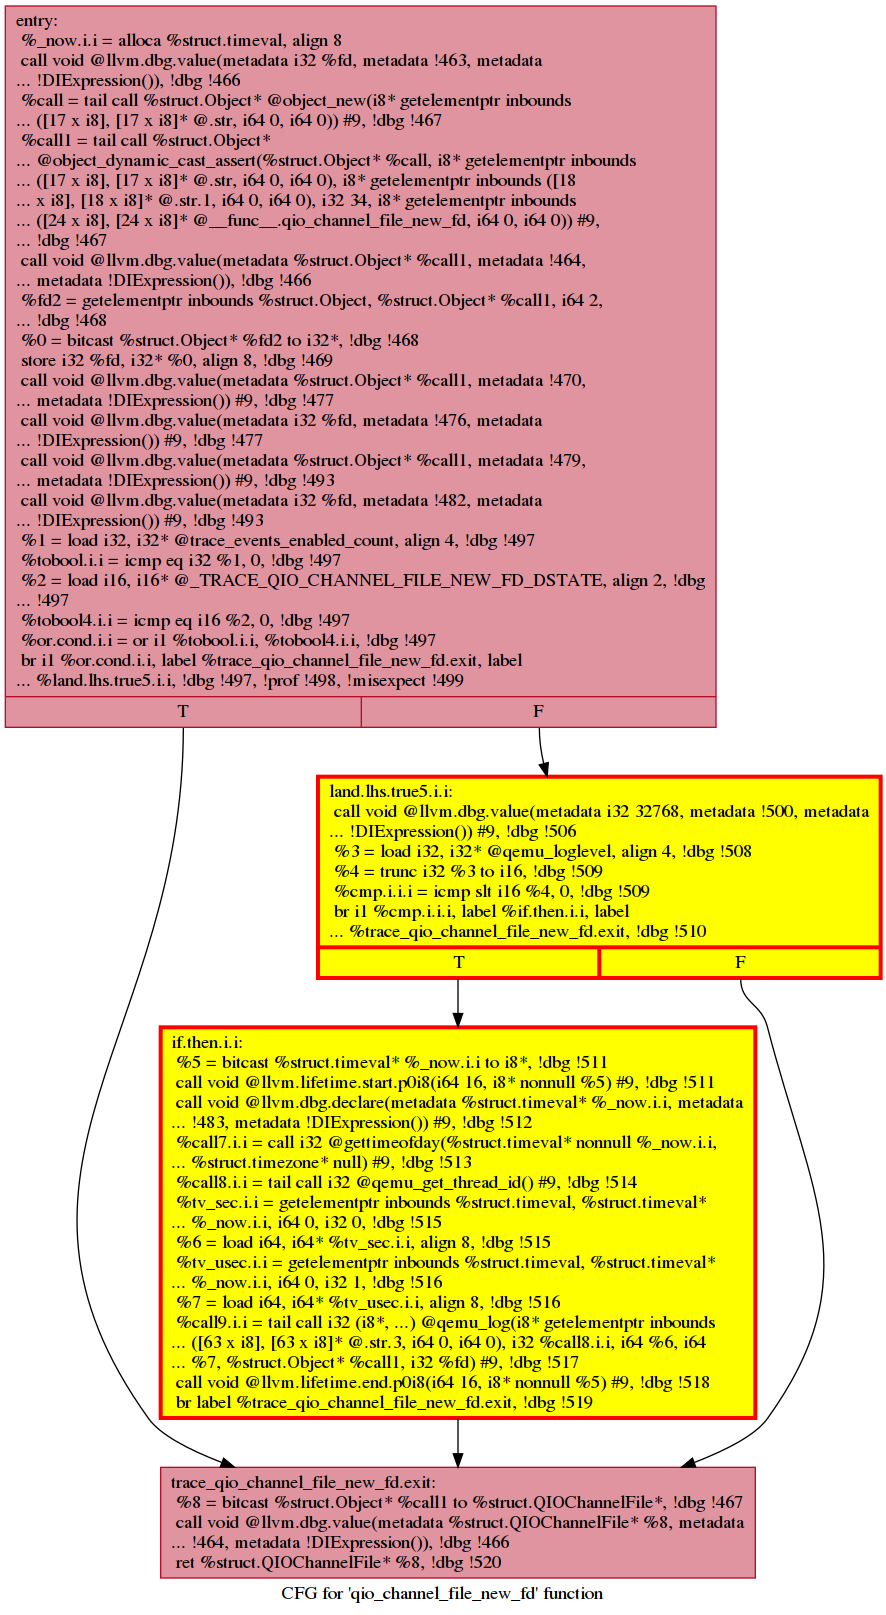 entry:
%_now.i.i = alloca %struct.timeval, align 8
call void @llvm.dbg.value(metadata i32 %fd, metadata !463, metadata
... !DIExpression()), !dbg !466
%call = tail call %struct.Object* @object_new(i8* getelementptr inbounds
... ([17 x i8], [17 x i8]* @.str, i64 0, i64 0)) #9, !dbg !467
%call1 = tail call %struct.Object*
... @object_dynamic_cast_assert(%struct.Object* %call, i8* getelementptr inbounds
... ([17 x i8], [17 x i8]* @.str, i64 0, i64 0), i8* getelementptr inbounds ([18
... x i8], [18 x i8]* @.str.1, i64 0, i64 0), i32 34, i8* getelementptr inbounds
... ([24 x i8], [24 x i8]* @__func__.qio_channel_file_new_fd, i64 0, i64 0)) #9,
... !dbg !467
call void @llvm.dbg.value(metadata %struct.Object* %call1, metadata !464,
... metadata !DIExpression()), !dbg !466
%fd2 = getelementptr inbounds %struct.Object, %struct.Object* %call1, i64 2,
... !dbg !468
%0 = bitcast %struct.Object* %fd2 to i32*, !dbg !468
store i32 %fd, i32* %0, align 8, !dbg !469
call void @llvm.dbg.value(metadata %struct.Object* %call1, metadata !470,
... metadata !DIExpression()) #9, !dbg !477
call void @llvm.dbg.value(metadata i32 %fd, metadata !476, metadata
... !DIExpression()) #9, !dbg !477
call void @llvm.dbg.value(metadata %struct.Object* %call1, metadata !479,
... metadata !DIExpression()) #9, !dbg !493
call void @llvm.dbg.value(metadata i32 %fd, metadata !482, metadata
... !DIExpression()) #9, !dbg !493
%1 = load i32, i32* @trace_events_enabled_count, align 4, !dbg !497
%tobool.i.i = icmp eq i32 %1, 0, !dbg !497
%2 = load i16, i16* @_TRACE_QIO_CHANNEL_FILE_NEW_FD_DSTATE, align 2, !dbg
... !497
%tobool4.i.i = icmp eq i16 %2, 0, !dbg !497
%or.cond.i.i = or i1 %tobool.i.i, %tobool4.i.i, !dbg !497
br i1 %or.cond.i.i, label %trace_qio_channel_file_new_fd.exit, label
... %land.lhs.true5.i.i, !dbg !497, !prof !498, !misexpect !499
T F
land.lhs.true5.i.i:
call void @llvm.dbg.value(metadata i32 32768, metadata !500, metadata
... !DIExpression()) #9, !dbg !506
%3 = load i32, i32* @qemu_loglevel, align 4, !dbg !508
%4 = trunc i32 %3 to i16, !dbg !509
%cmp.i.i.i = icmp slt i16 %4, 0, !dbg !509
br i1 %cmp.i.i.i, label %if.then.i.i, label
... %trace_qio_channel_file_new_fd.exit, !dbg !510
T F
if.then.i.i:
%5 = bitcast %struct.timeval* %_now.i.i to i8*, !dbg !511
call void @llvm.lifetime.start.p0i8(i64 16, i8* nonnull %5) #9, !dbg !511
call void @llvm.dbg.declare(metadata %struct.timeval* %_now.i.i, metadata
... !483, metadata !DIExpression()) #9, !dbg !512
%call7.i.i = call i32 @gettimeofday(%struct.timeval* nonnull %_now.i.i,
... %struct.timezone* null) #9, !dbg !513
%call8.i.i = tail call i32 @qemu_get_thread_id() #9, !dbg !514
%tv_sec.i.i = getelementptr inbounds %struct.timeval, %struct.timeval*
... %_now.i.i, i64 0, i32 0, !dbg !515
%6 = load i64, i64* %tv_sec.i.i, align 8, !dbg !515
%tv_usec.i.i = getelementptr inbounds %struct.timeval, %struct.timeval*
... %_now.i.i, i64 0, i32 1, !dbg !516
%7 = load i64, i64* %tv_usec.i.i, align 8, !dbg !516
%call9.i.i = tail call i32 (i8*, ...) @qemu_log(i8* getelementptr inbounds
... ([63 x i8], [63 x i8]* @.str.3, i64 0, i64 0), i32 %call8.i.i, i64 %6, i64
... %7, %struct.Object* %call1, i32 %fd) #9, !dbg !517
call void @llvm.lifetime.end.p0i8(i64 16, i8* nonnull %5) #9, !dbg !518
br label %trace_qio_channel_file_new_fd.exit, !dbg !519
trace_qio_channel_file_new_fd.exit:
%8 = bitcast %struct.Object* %call1 to %struct.QIOChannelFile*, !dbg !467
call void @llvm.dbg.value(metadata %struct.QIOChannelFile* %8, metadata
... !464, metadata !DIExpression()), !dbg !466
ret %struct.QIOChannelFile* %8, !dbg !520
CFG for 'qio_channel_file_new_fd' function